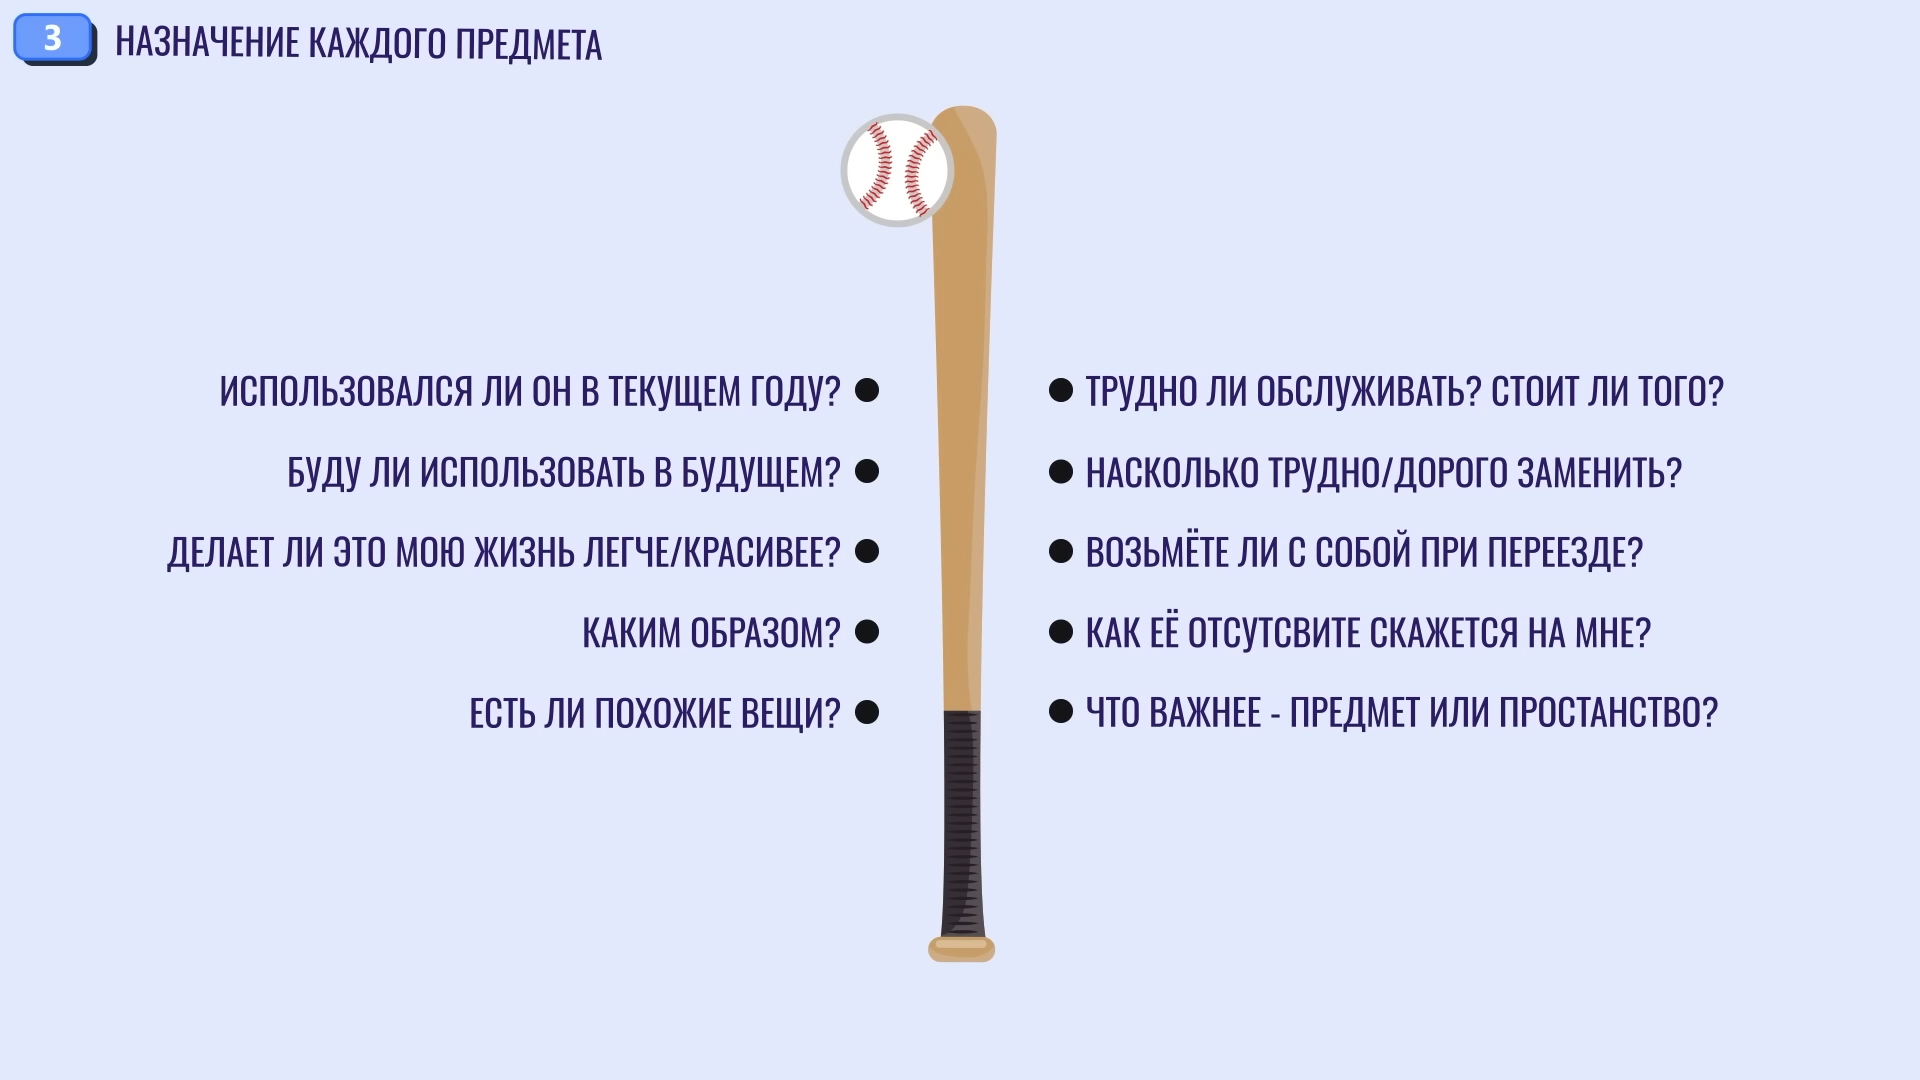 3
НАЗНАЧЕНИЕ КАЖДОГО ПРЕДМЕТА
ИСПОЛЬЗОВАЛСЯ ЛИ ОН В ТЕКУЩЕМ ГОДУ?
БУДУ ЛИ ИСПОЛЬЗОВАТЬ В БУДУЩЕМ?
ДЕЛАЕТ ЛИ ЭТО МОЮ ЖИЗНЬ ЛЕГЧЕ/КРАСИВЕЕ?
КАКИМ ОБРАЗОМ?
ЕСТЬ ЛИ ПОХОЖИЕ ВЕЩИ?
ТРУДНО ЛИ ОБСЛУЖИВАТЬ? СТОИТ ЛИ ТОГО?
НАСКОЛЬКО ТРУДНО/ДОРОГО ЗАМЕНИТЬ?
ВОЗЬМЁТЕ ЛИ С СОБОЙ ПРИ ПЕРЕЕЗДЕ?
КАК ЕЁ ОТСУТСВИТЕ СКАЖЕТСЯ НА МНЕ?
ЧТО ВАЖНЕЕ - ПРЕДМЕТ ИЛИ ПРОСТАНСТВО?